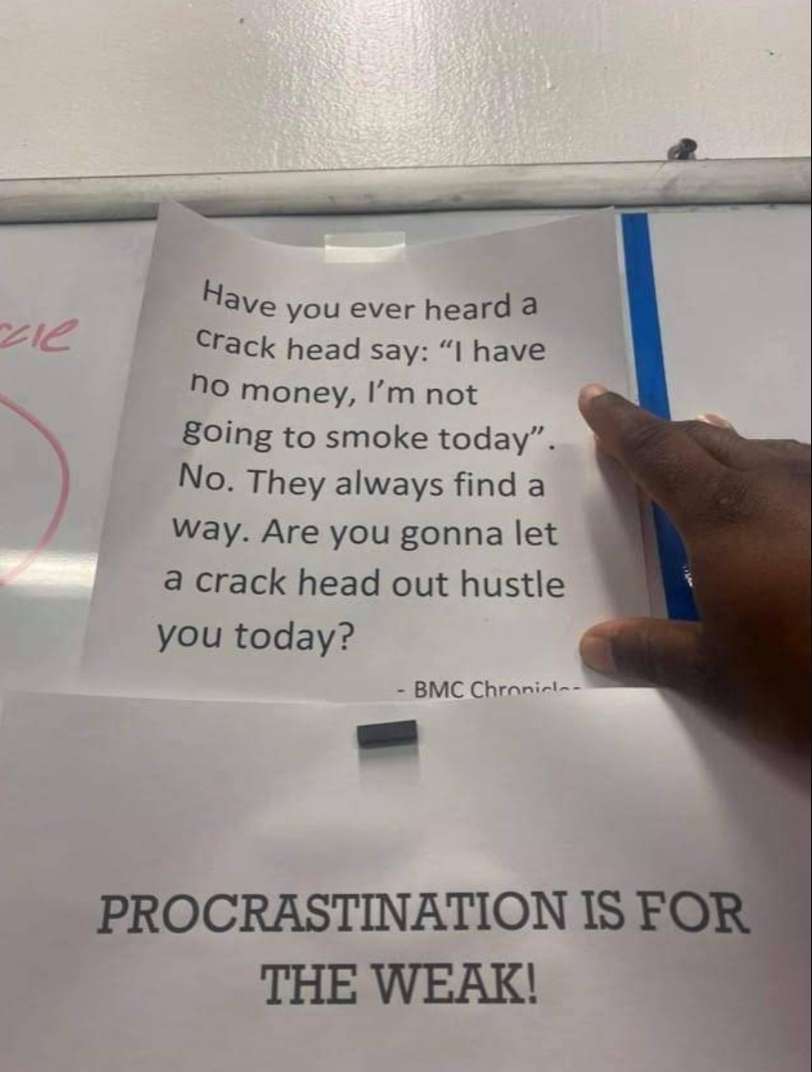 Have you ever heard a
crack head say: “I have
no money, I’m not
going to smoke today”.
No. They always find a
way. Are you gonna let
a crack head out hustle
you today?
- BMC
PROCRASTINATION IS FOR
THE WEAK!